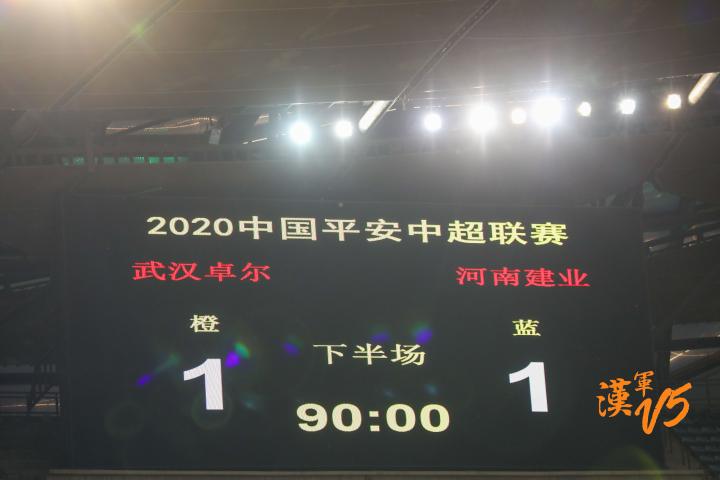 2020中国平安中超联赛
武汉卓尔 河南建业
橙 蓝
下半场
1 1
90:00
漢軍V5